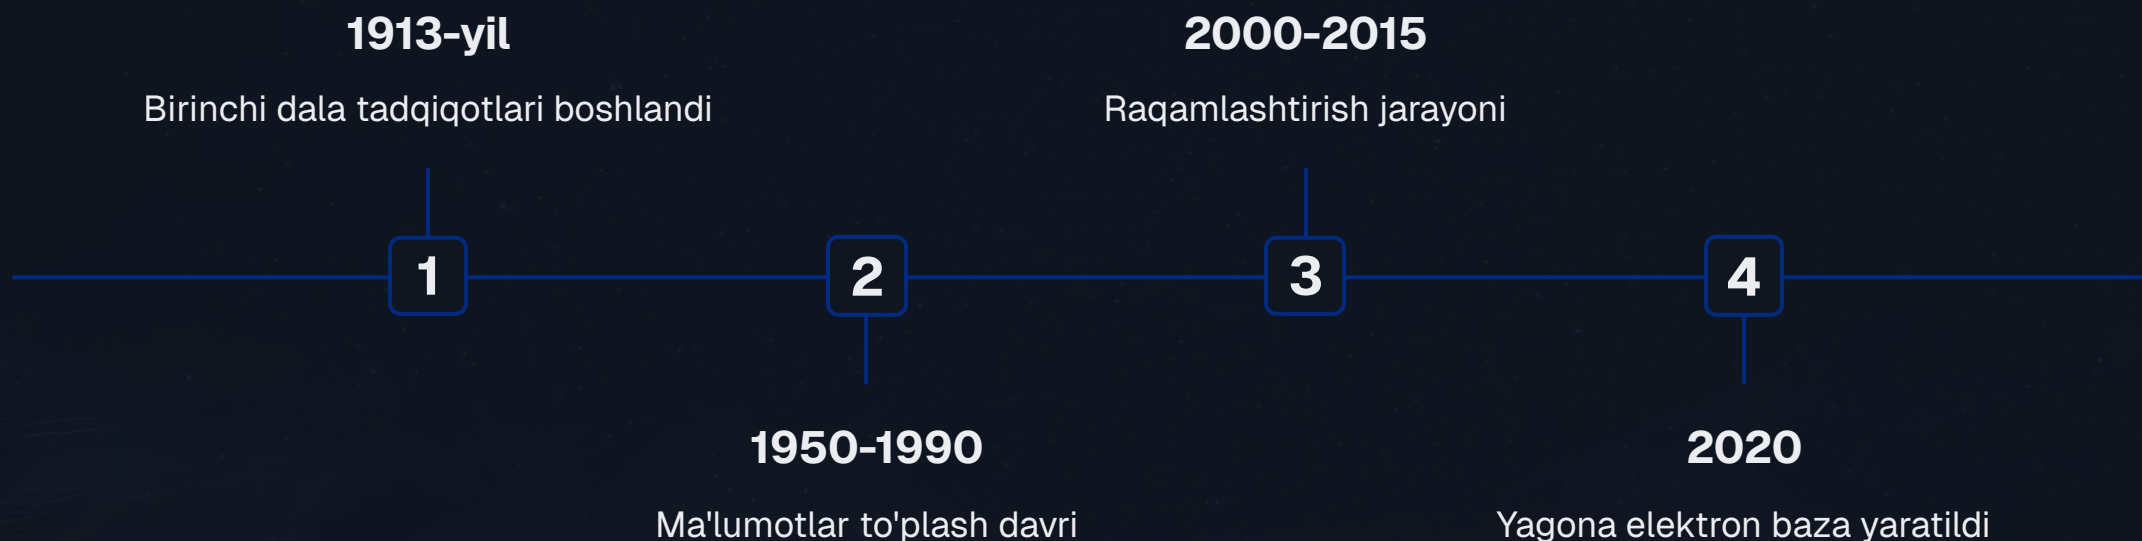 1913-yil
Birinchi dala tadqiqotlari boshlandi
2000-2015
Raqamlashtirish jarayoni
1
2
3
4
1950-1990
Ma'lumotlar to'plash davri
2020
Yagona elektron baza yaratildi